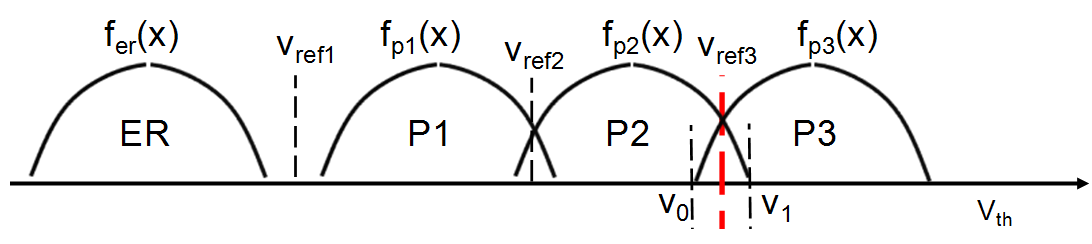 f_er(x) v_ref1 f_p1(x) v_ref2 f_p2(x) v_ref3 f_p3(x)
ER P1 P2 P3
v_0 v_1 V_th